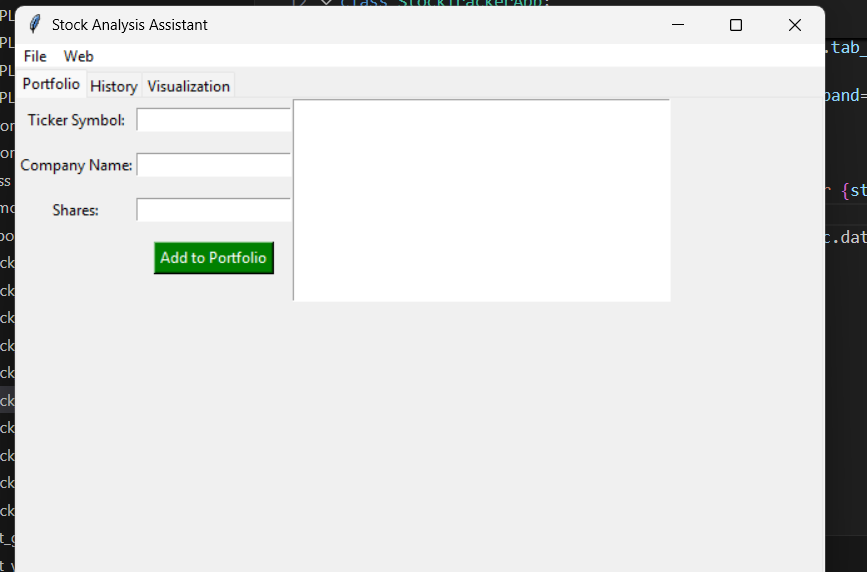 class StockTrackerApp:
Stock Analysis Assistant
File Web
Portfolio History Visualization
Ticker Symbol:
Company Name:
Shares:
Add to Portfolio
.tab_
pand=
r {st
c.dat